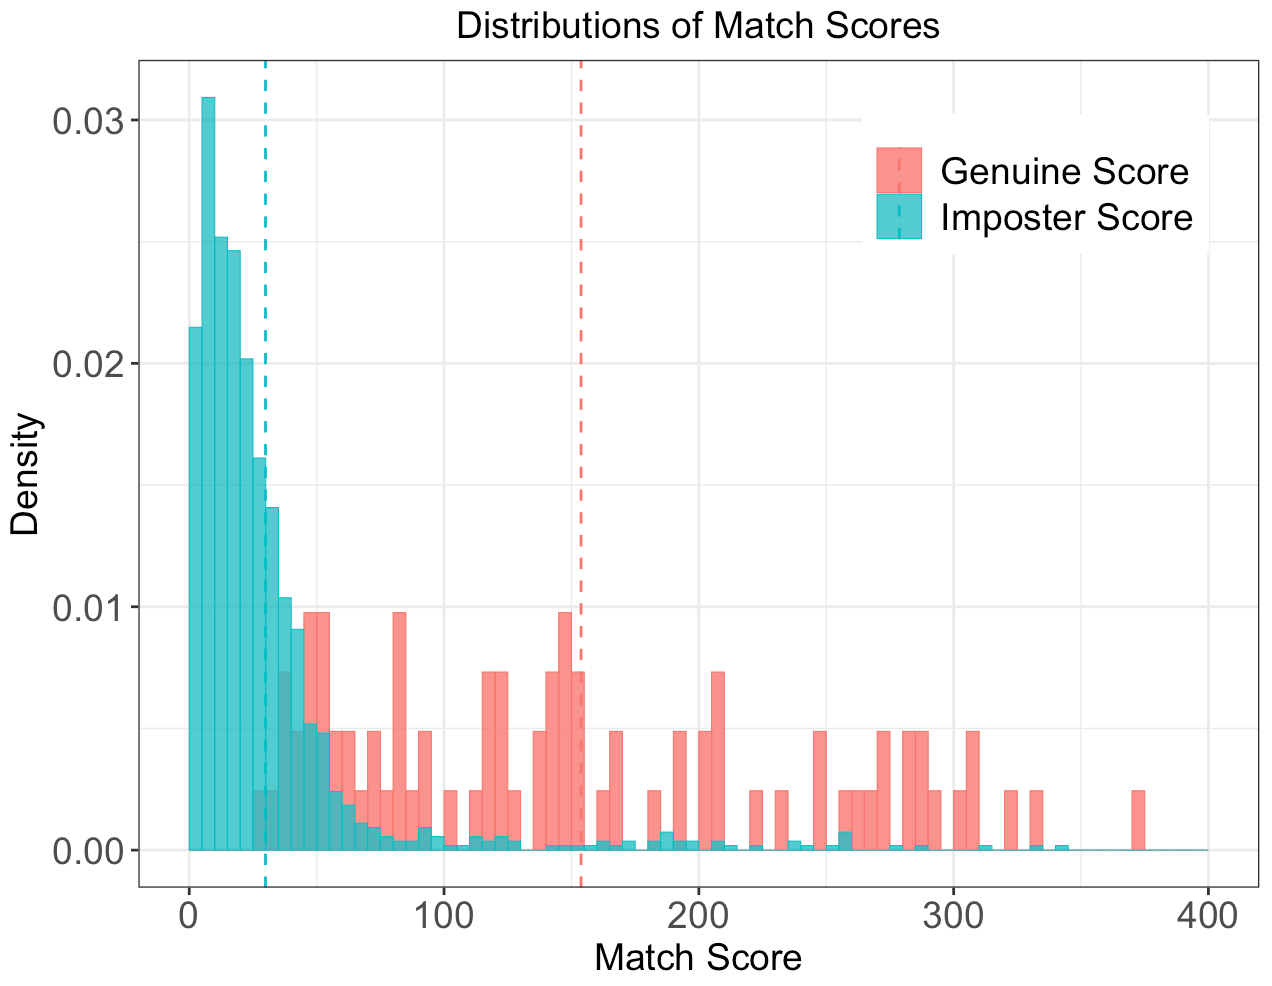 Distributions of Match Scores
0.03
0.02
0.01
0.00
Density
Genuine Score
Imposter Score
0 100 200 300 400
Match Score